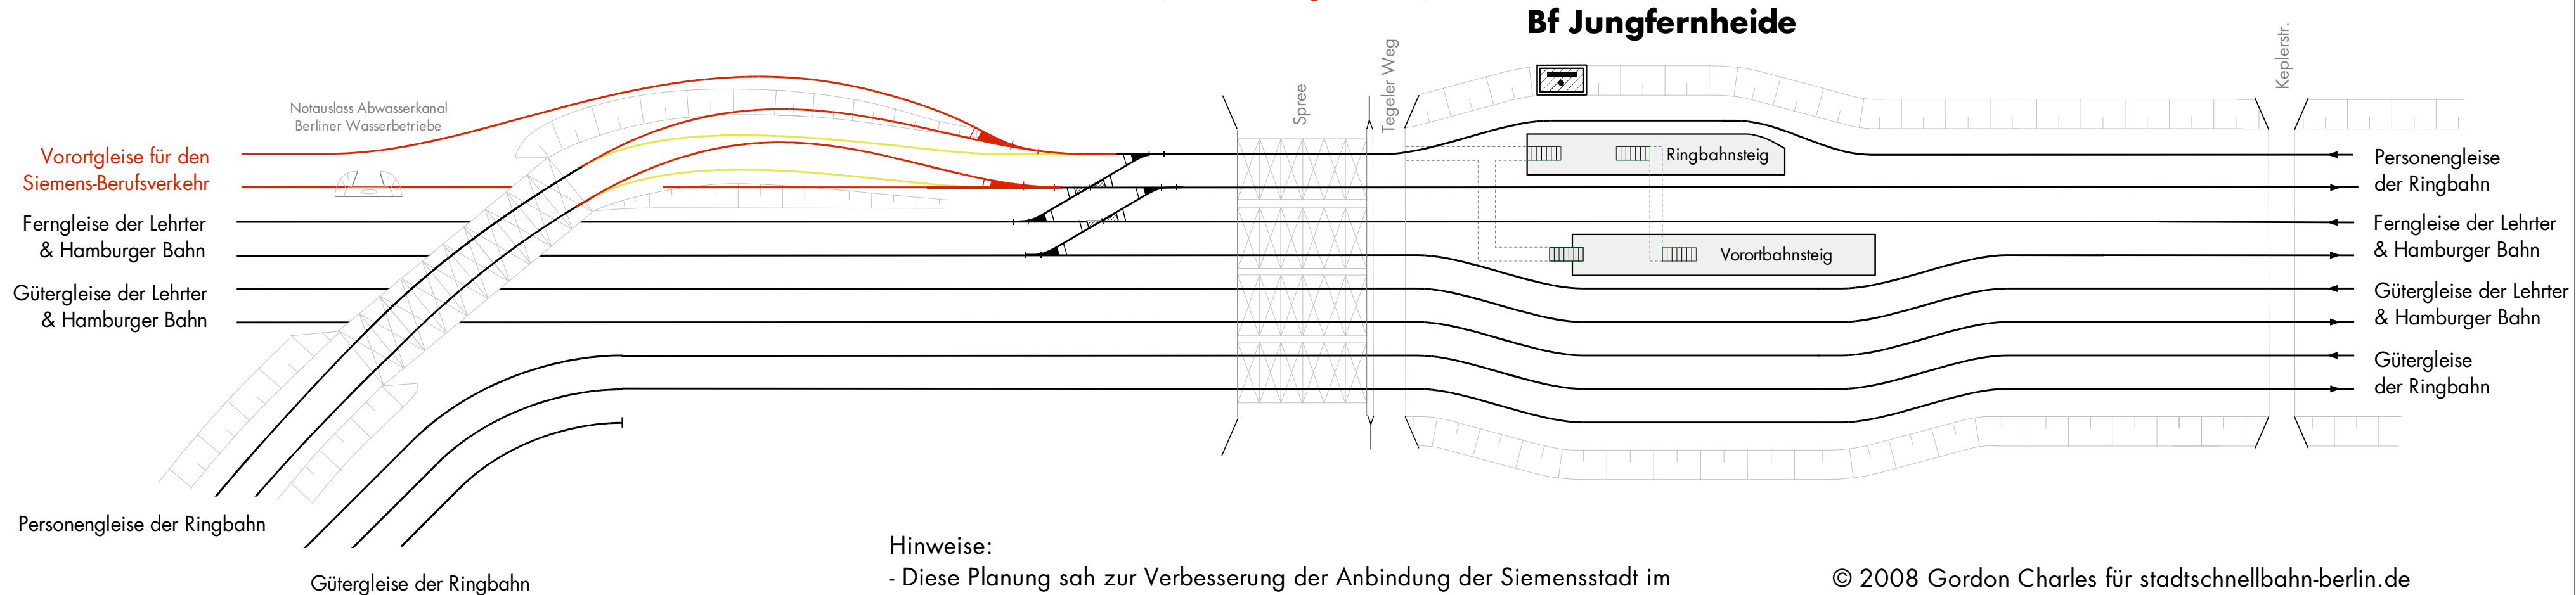 Bf Jungfernheide
Notauslass Abwasserkanal
Berliner Wasserbetriebe
Spree
Tegeler Weg
Keplerstr.
Vorortgleise für den
Siemens-Berufsverkehr
Ferngleise der Lehrter
& Hamburger Bahn
Gütergleise der Lehrter
& Hamburger Bahn
Ringbahnsteig
Vorortbahnsteig
Personengleise
der Ringbahn
Ferngleise der Lehrter
& Hamburger Bahn
Gütergleise der Lehrter
& Hamburger Bahn
Gütergleise
der Ringbahn
Personengleise der Ringbahn
Gütergleise der Ringbahn
Hinweise:
- Diese Planung sah zur Verbesserung der Anbindung der Siemensstadt im
© 2008 Gordon Charles für stadtschnellbahn-berlin.de